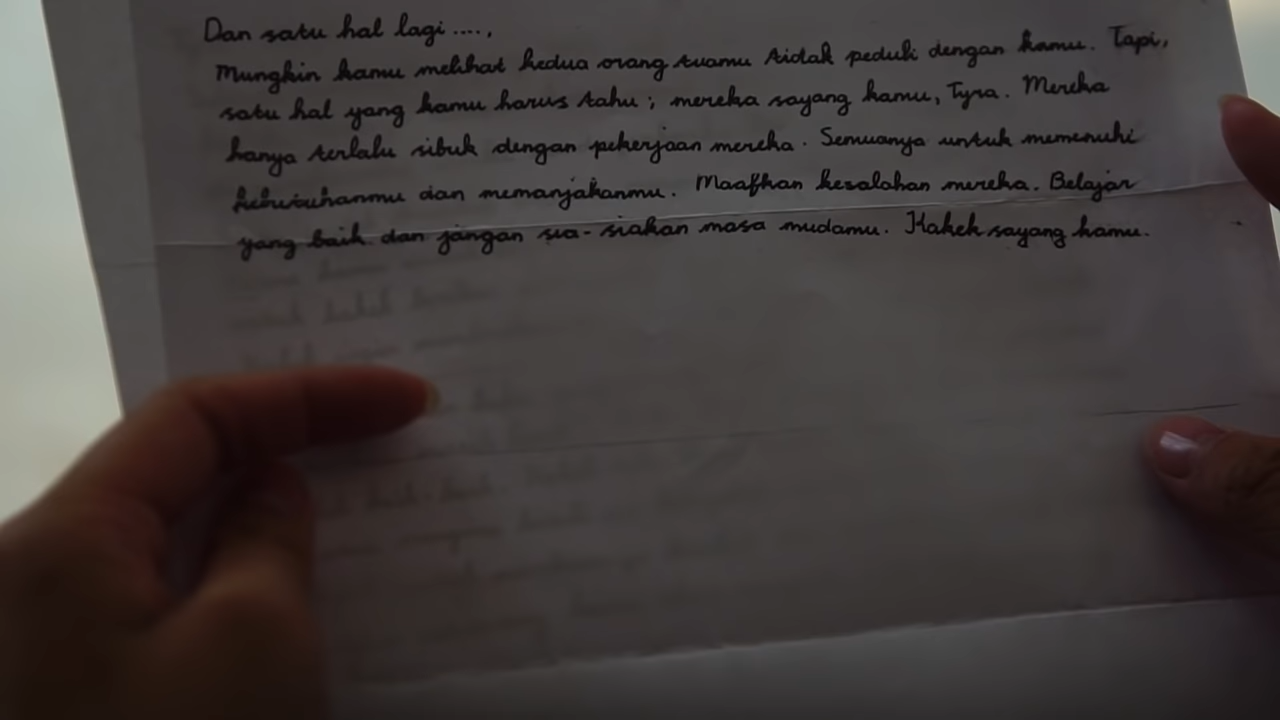 Dan satu hal lagi ....,
Mungkin kamu melihat kedua orang tuamu tidak peduli dengan kamu. Tapi,
satu hal yang kamu harus tahu ; mereka sayang kamu, Tyra. Mereka
hanya terlalu sibuk dengan pekerjaan mereka. Semuanya untuk memenuhi
kebutuhanmu dan memanjakanmu. Maafkan kesalahan mereka. Belajar
yang baik dan jangan sia-siakan masa mudamu. Kakek sayang kamu.